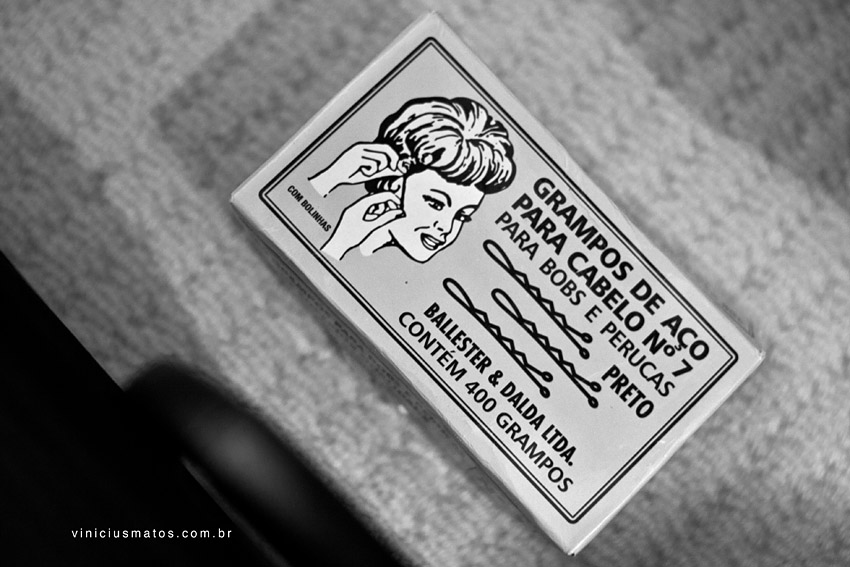 GRAMPOS DE AÇO
PARA CABELO Nº 7
PARA BOBS E PERUCAS
PRETO
COM BOLINHAS
BALLESTER & DALDA LTDA.
CONTÉM 400 GRAMPOS
viniciusmatos.com.br